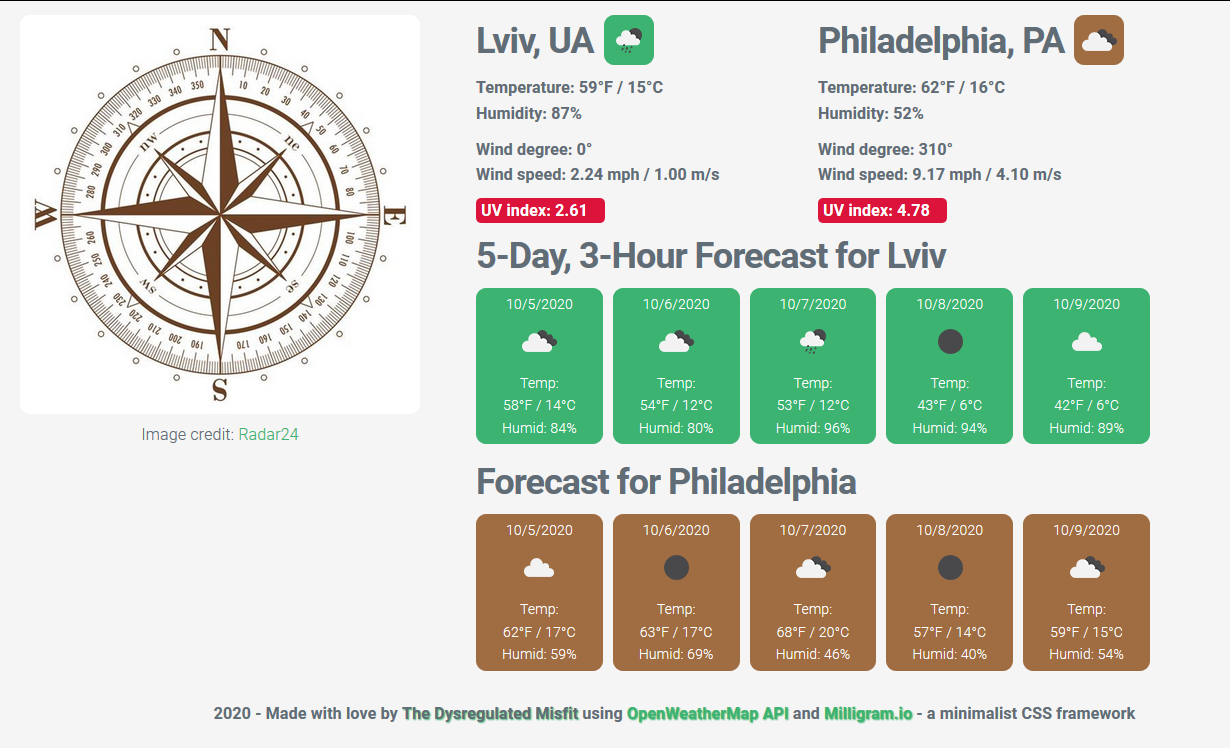 N
350 10
340 20
330 30
320 40
310 50
nw ne
300 60
290 70
280 80
W E
260 100
250 110
240 120
sw se
230 130
220 140
210 150
200 160
190 170
S
Image credit: Radar24
Lviv, UA
Temperature: 59°F / 15°C
Humidity: 87%
Wind degree: 0°
Wind speed: 2.24 mph / 1.00 m/s
UV index: 2.61
Philadelphia, PA
Temperature: 62°F / 16°C
Humidity: 52%
Wind degree: 310°
Wind speed: 9.17 mph / 4.10 m/s
UV index: 4.78
5-Day, 3-Hour Forecast for Lviv
10/5/2020
Temp:
58°F / 14°C
Humid: 84%
10/6/2020
Temp:
54°F / 12°C
Humid: 80%
10/7/2020
Temp:
53°F / 12°C
Humid: 96%
10/8/2020
Temp:
43°F / 6°C
Humid: 94%
10/9/2020
Temp:
42°F / 6°C
Humid: 89%
Forecast for Philadelphia
10/5/2020
Temp:
62°F / 17°C
Humid: 59%
10/6/2020
Temp:
63°F / 17°C
Humid: 69%
10/7/2020
Temp:
68°F / 20°C
Humid: 46%
10/8/2020
Temp:
57°F / 14°C
Humid: 40%
10/9/2020
Temp:
59°F / 15°C
Humid: 54%
2020 - Made with love by The Dysregulated Misfit using OpenWeatherMap API and Milligram.io - a minimalist CSS framework